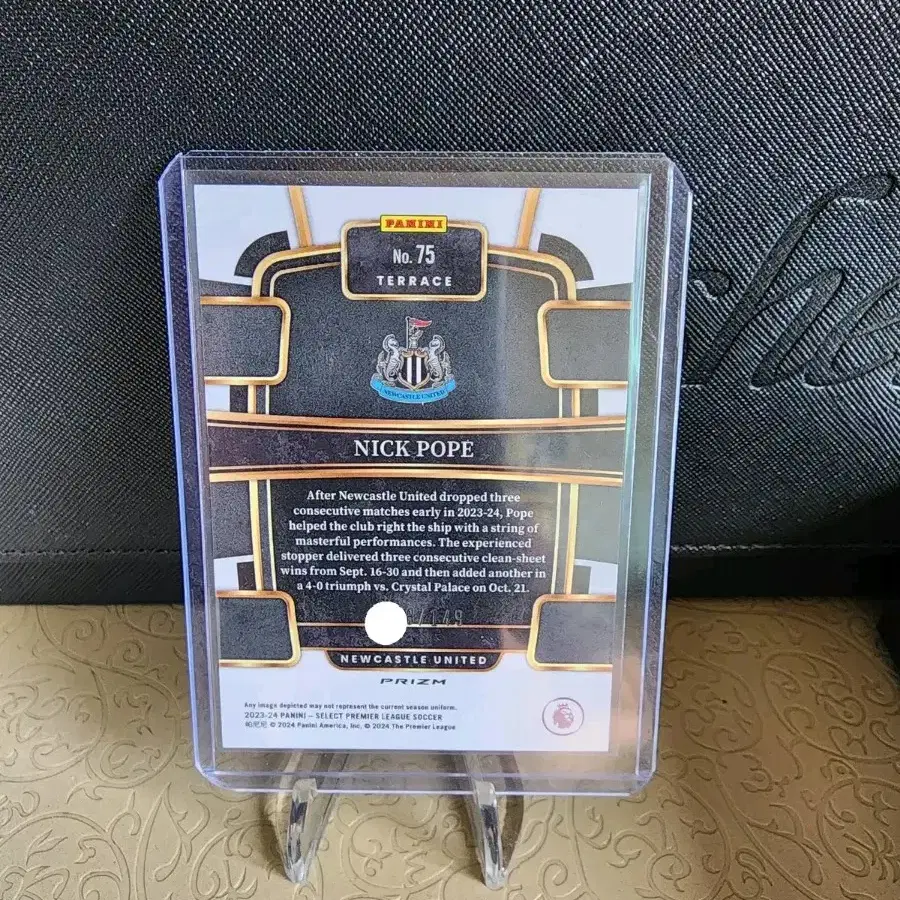 PANINI
No. 75
TERRACE
NEWCASTLE UNITED
NICK POPE
After Newcastle United dropped three
consecutive matches early in 2023-24, Pope
helped the club right the ship with a string of
masterful performances. The experienced
stopper delivered three consecutive clean-sheet
wins from Sept. 16-30 and then added another in
a 4-0 triumph vs. Crystal Palace on Oct. 21.
/149
NEWCASTLE UNITED
PRIZM
Any image depicted may not represent the current season uniform.
2023-24 PANINI – SELECT PREMIER LEAGUE SOCCER
帕尼尼 © 2024 Panini America, Inc. © 2024 The Premier League